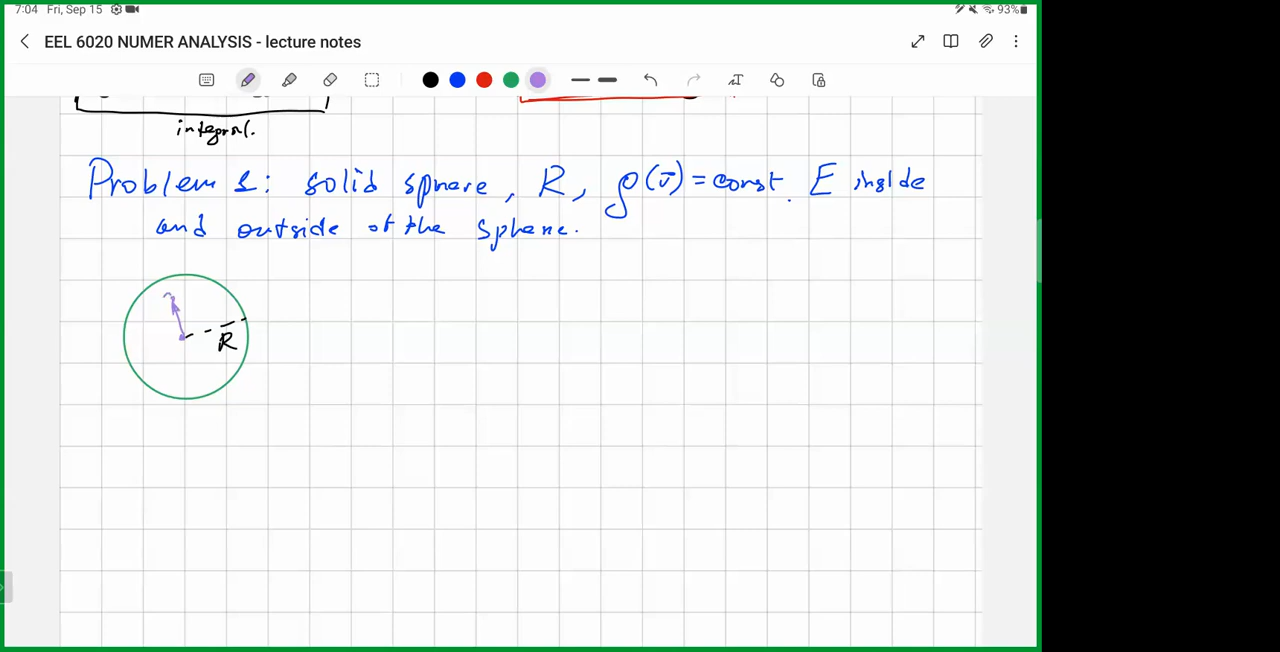 7:04 Fri, Sep 15 93%
EEL 6020 NUMER ANALYSIS - lecture notes
integral.
Problem 1: solid sphere, R, ρ(r̄) = const. E inside
and outside of the sphere.
R